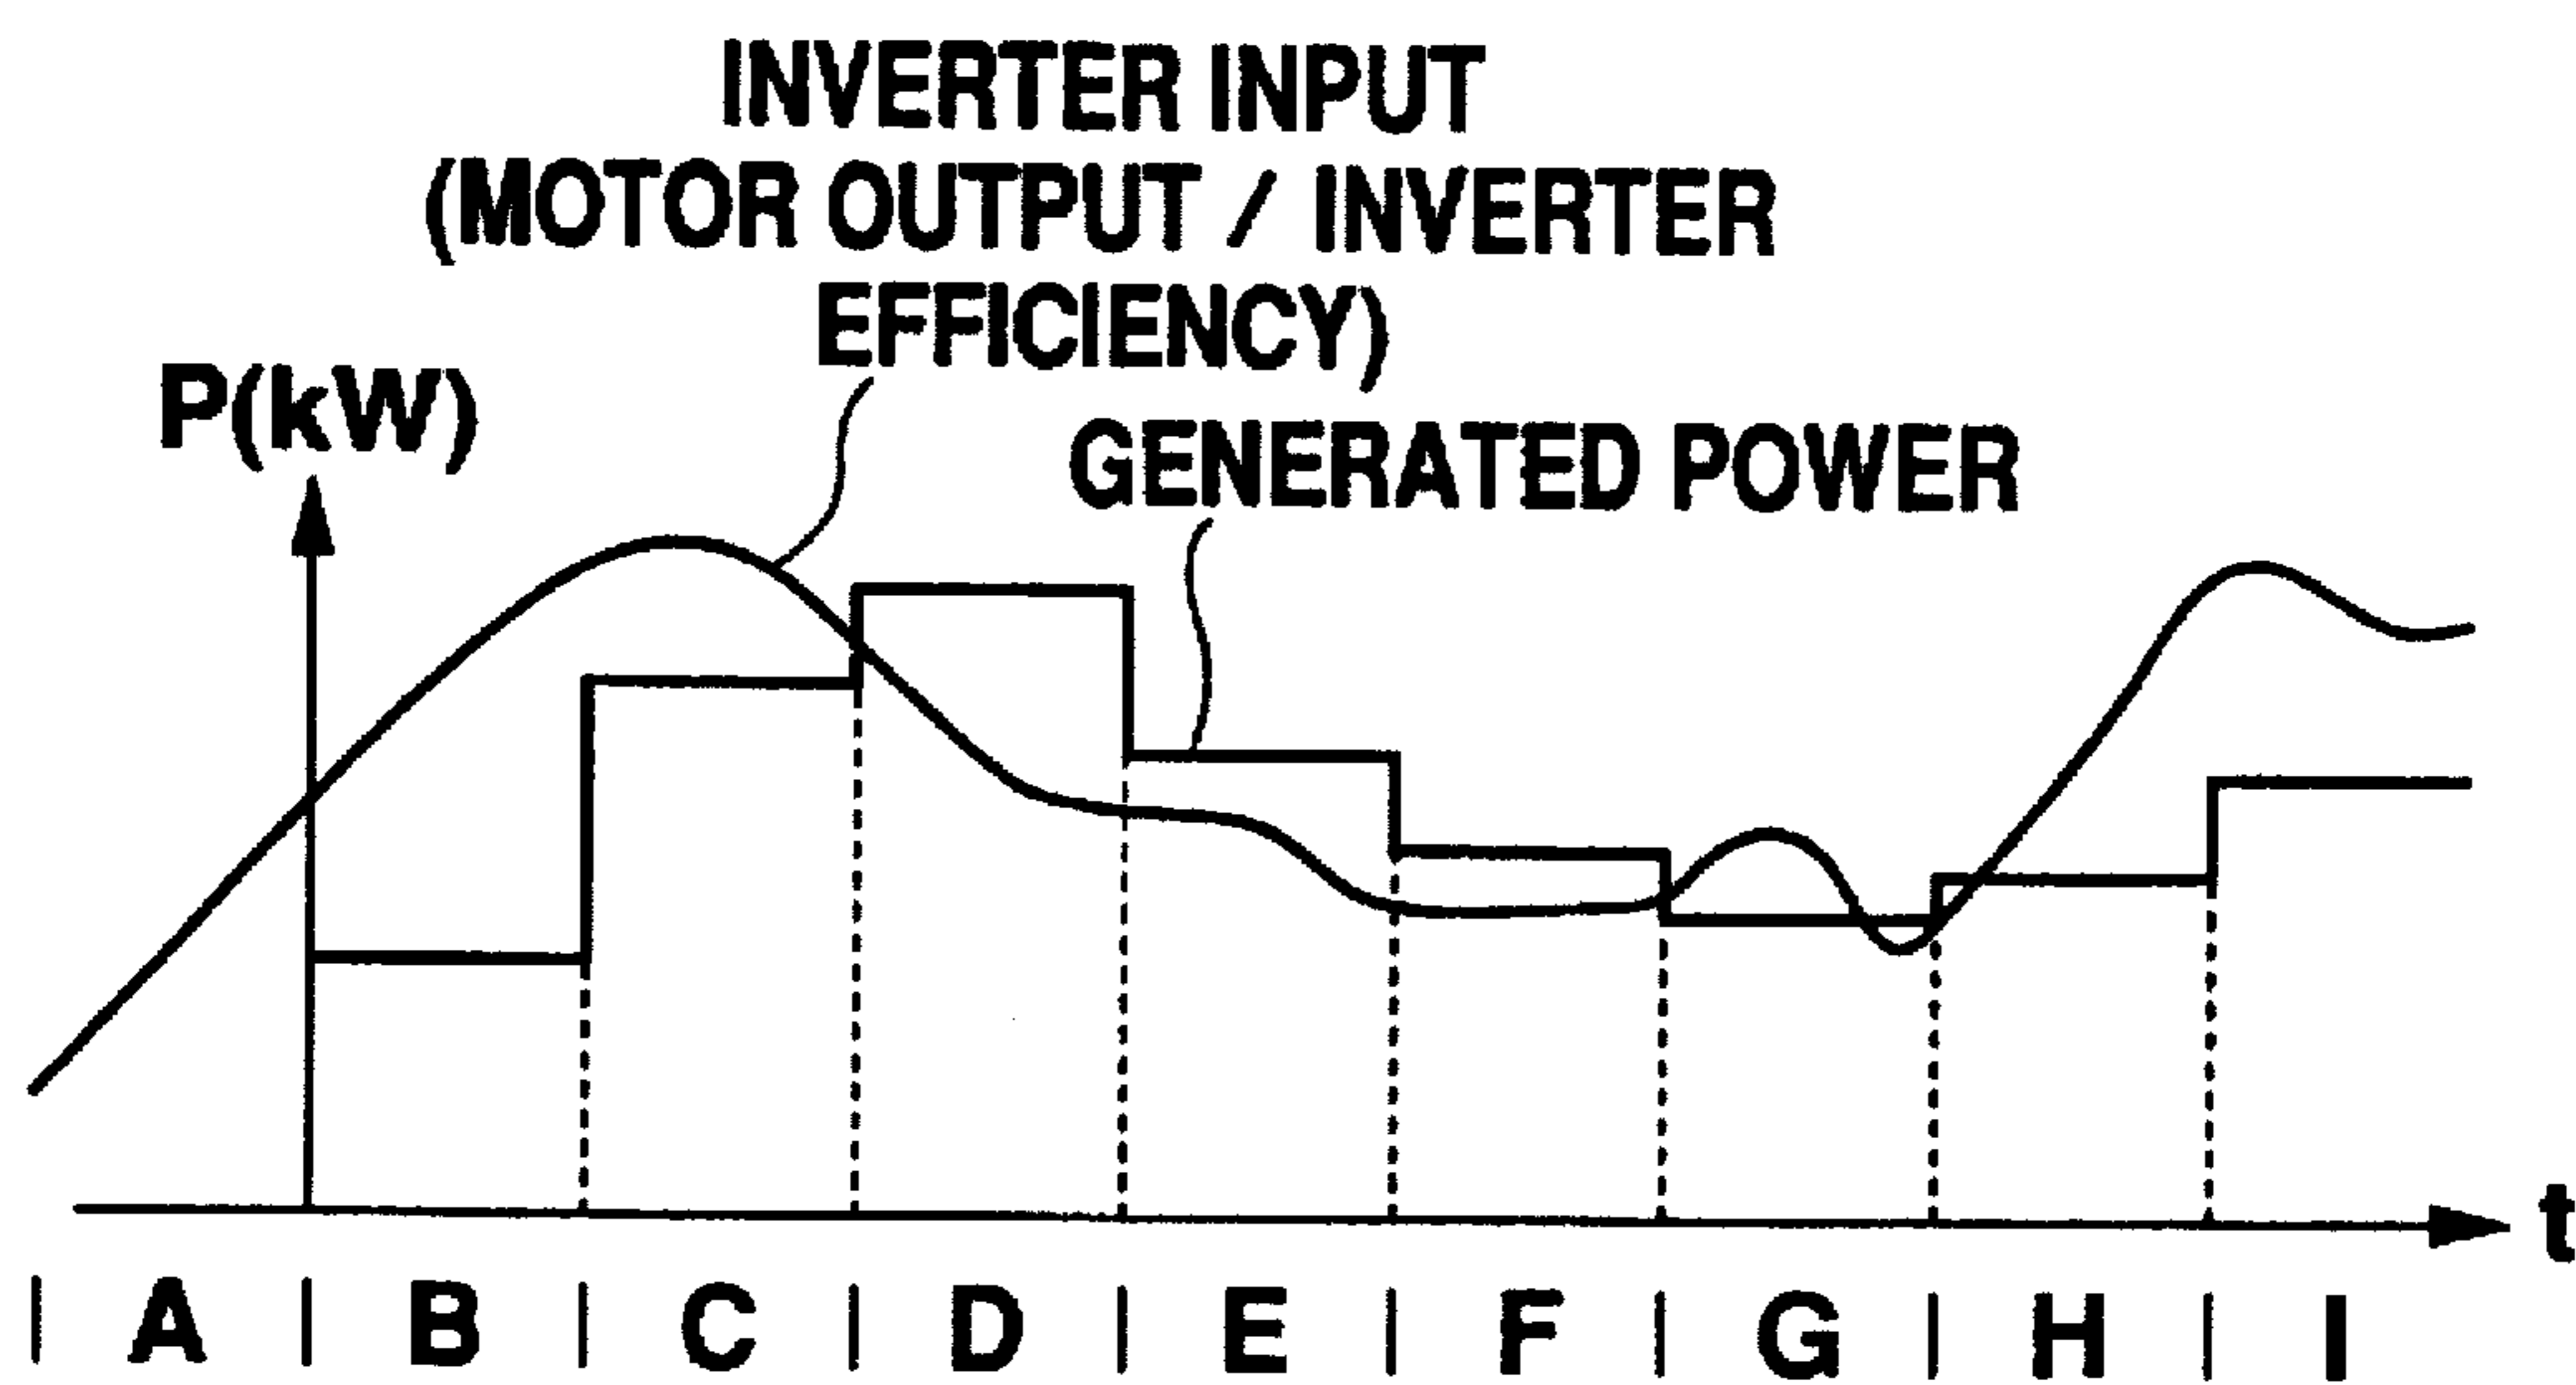 INVERTER INPUT
(MOTOR OUTPUT / INVERTER
EFFICIENCY)
P(kW)
GENERATED POWER
t
| A | B | C | D | E | F | G | H | I